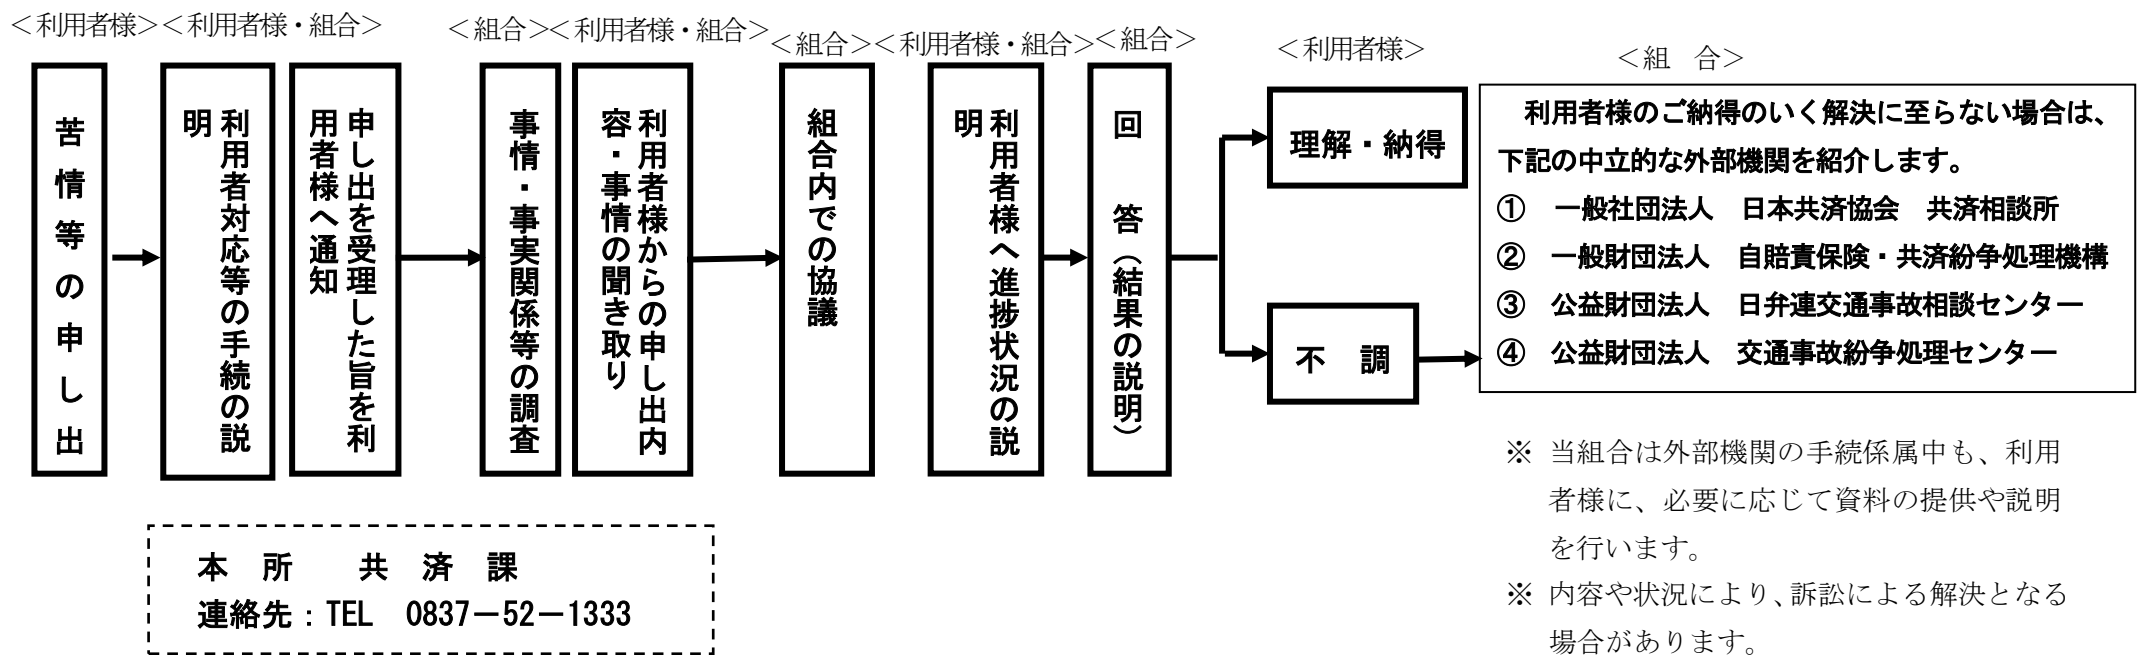 ＜利用者様＞
＜利用者様・組合＞
＜組合＞
＜利用者様・組合＞
＜組合＞
＜利用者様・組合＞
＜組合＞
＜利用者様＞
＜組　合＞
苦情等の申し出
利用者対応等の手続の説
明
申し出を受理した旨を利
用者様へ通知
事情・事実関係等の調査
利用者様からの申し出内
容・事情の聞き取り
組合内での協議
利用者様へ進捗状況の説
明
回　答（結果の説明）
理解・納得
不　調
利用者様のご納得のいく解決に至らない場合は、
下記の中立的な外部機関を紹介します。
①　一般社団法人　日本共済協会　共済相談所
②　一般財団法人　自賠責保険・共済紛争処理機構
③　公益財団法人　日弁連交通事故相談センター
④　公益財団法人　交通事故紛争処理センター
※ 当組合は外部機関の手続係属中も、利用
者様に、必要に応じて資料の提供や説明
を行います。
※ 内容や状況により、訴訟による解決となる
場合があります。
本　所　　共　済　課
連絡先：TEL　0837－52－1333